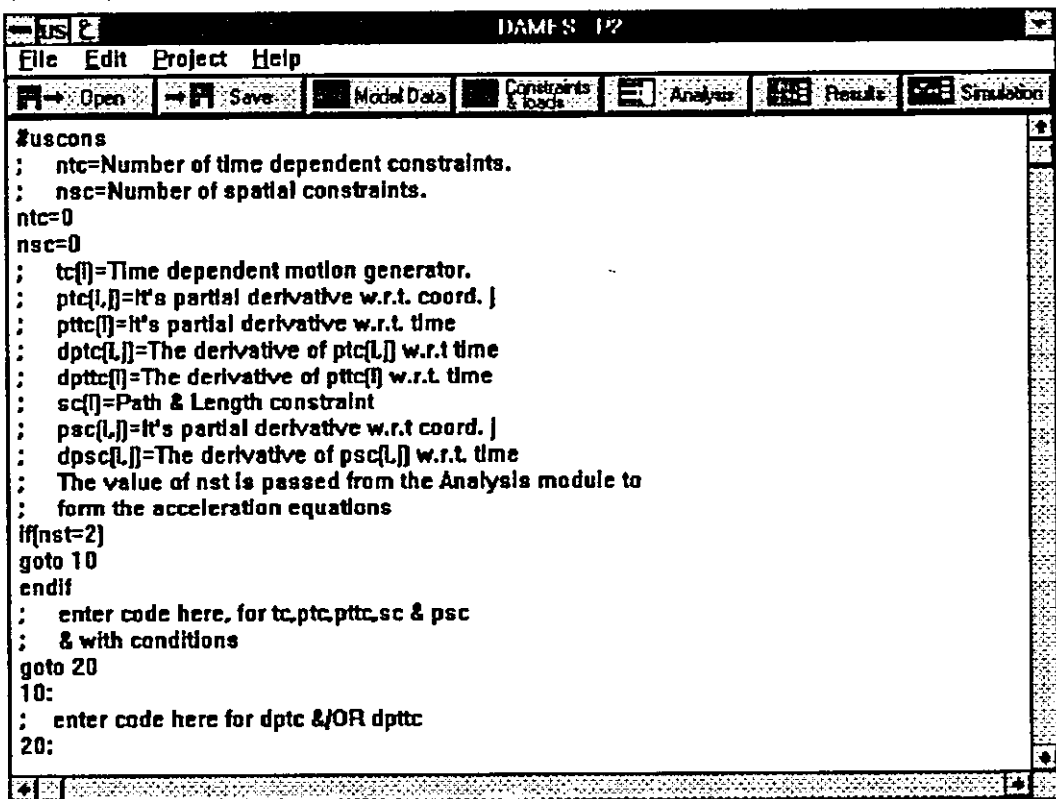 US ع DAMES P2
File Edit Project Help
Open Save Model Data Constraints & loads Analysis Results Simulation
#uscons
; ntc=Number of time dependent constraints.
; nsc=Number of spatial constraints.
ntc=0
nsc=0
; tc[i]=Time dependent motion generator.
; ptc[i,j]=it's partial derivative w.r.t. coord. j
; pttc[i]=it's partial derivative w.r.t. time
; dptc[i,j]=The derivative of ptc[i,j] w.r.t time
; dpttc[i]=The derivative of pttc[i] w.r.t. time
; sc[i]=Path & Length constraint
; psc[i,j]=it's partial derivative w.r.t coord. j
; dpsc[i,j]=The derivative of psc[i,j] w.r.t. time
; The value of nst is passed from the Analysis module to
; form the acceleration equations
if[nst=2]
goto 10
endif
; enter code here, for tc,ptc,pttc,sc & psc
; & with conditions
goto 20
10:
; enter code here for dptc &/OR dpttc
20: